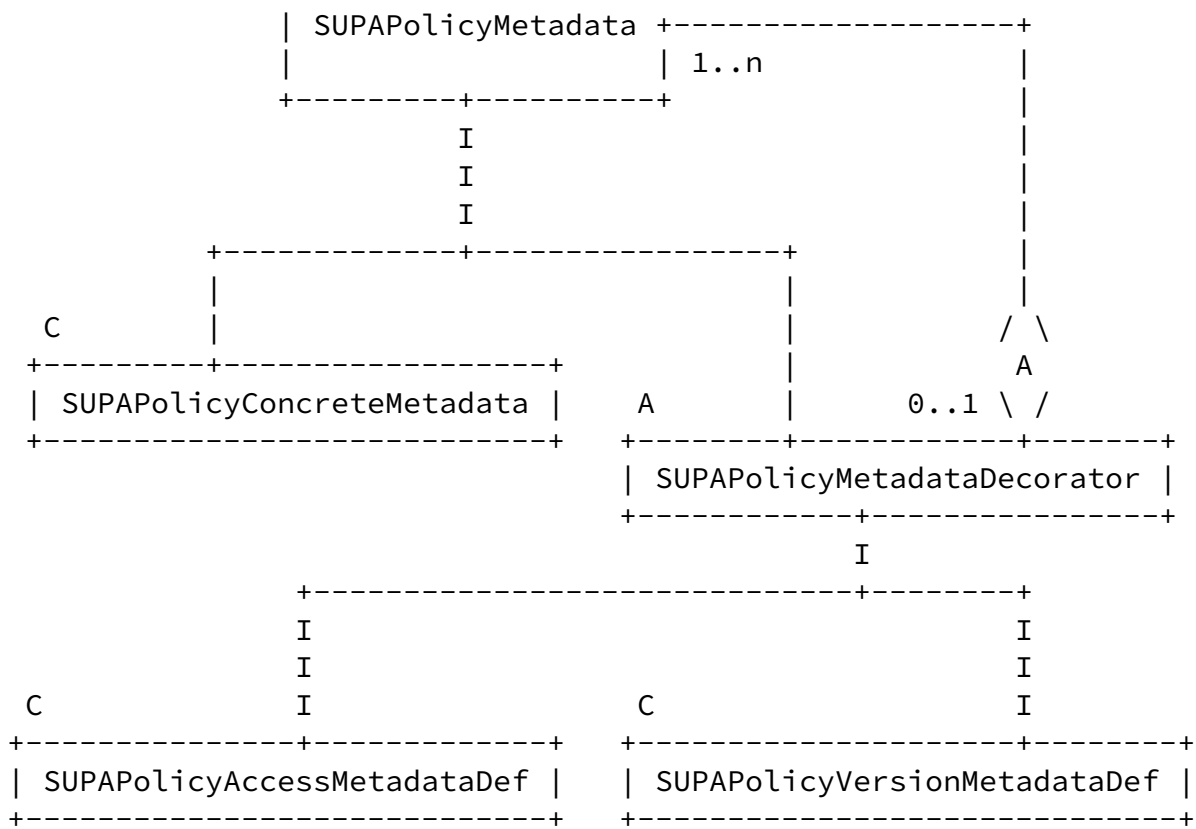 | SUPAPolicyMetadata +------------------+
|                    | 1..n             |
+---------+----------+                  |
I                             |
I                             |
I                             |
+-------------+----------------+            |
|                              |            |
C        |                              |           / \
+---------+------------------+            |            A
| SUPAPolicyConcreteMetadata |    A       |      0..1 \ /
+----------------------------+   +--------+------------+-------+
| SUPAPolicyMetadataDecorator |
+------------+----------------+
I
+------------------------------+--------+
I                                       I
I                                       I
C              I                 C                    I
+---------------+-------------+   +---------------------+--------+
| SUPAPolicyAccessMetadataDef |   | SUPAPolicyVersionMetadataDef |
+-----------------------------+   +------------------------------+